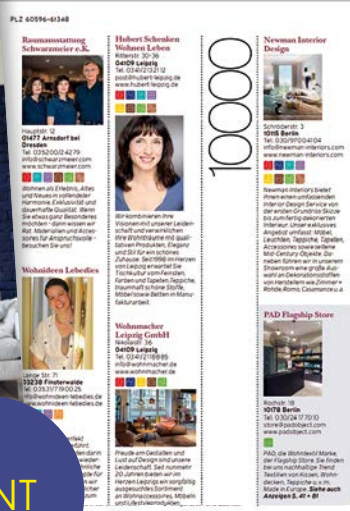 PLZ 60596-61348
Raumausstattung
Schwarzmeier e.K.
Hauptstr. 12
01477 Arnsdorf bei
Dresden
Tel. 035200/24279
info@schwarzmeier.com
www.schwarzmeier.com
Wohnen als Erlebnis, Altes
und Neues in vollendeter
Harmonie. Exklusivität und
dauerhafte Qualität. Wenn
Sie etwas ganz Besonderes
möchten - dann wissen wir
Rat. Materialien und Acces-
soires für Anspruchsvolle -
besuchen Sie uns!
Wohnideen Lebedies
Lange Str. 71
03238 Finsterwalde
Tel. 03531/7190025
info@wohnideen-lebedies.de
www.wohnideen-lebedies.de
NT
Hubert Schenken
Wohnen Leben
Ritterstr. 30-36
04109 Leipzig
Tel. 0341/2132112
post@hubert-leipzig.de
www.hubert-leipzig.de
Wir kombinieren Ihre
Visionen mit unserer Leiden-
schaft und verwirklichen
Ihre Wohnträume mit quali-
tativen Produkten, Eleganz
und Stil für ein schönes
Zuhause. Seit 1998 im Herzen
von Leipzig erwartet Sie
Tischkultur vom Feinsten,
Farben und Tapeten, Teppiche,
traumhaft schöne Stoffe,
Möbel sowie Betten in Manu-
fakturarbeit.
Wohnmacher
Leipzig GmbH
Nikolaistr. 36
04109 Leipzig
Tel. 0341/2118885
info@wohnmacher.de
www.wohnmacher.de
Freude am Gestalten und
Lust auf Design sind unsere
Leidenschaft. Seit nunmehr
20 Jahren bieten wir im
Herzen Leipzigs ein sorgfältig
ausgesuchtes Sortiment
an Wohnaccessoires, Möbeln
und Lifestyleprodukten
10000
Newman Interior
Design
Schröderstr. 3
10115 Berlin
Tel. 030/97004104
info@newman-interiors.com
www.newman-interiors.com
Newman Interiors bietet
Ihnen einen umfassenden
Interior Design Service von
der ersten Grundriss Skizze
bis zum fertig dekorierten
Interieur. Unser exklusives
Angebot umfasst: Möbel,
Leuchten, Teppiche, Tapeten,
Accessoires sowie seltene
Mid-Century Objekte. Da-
neben führen wir in unserem
Showroom eine große Aus-
wahl an Dekorationsstoffen
von Herstellern wie Zimmer +
Rohde, Romo, Casamance u. a.
PAD Flagship Store
Rochstr. 18
10178 Berlin
Tel. 030/24177010
store@padobject.com
www.padobject.com
PAD, die Wohntextil Marke,
der Flagship Store. Sie finden
bei uns nachhaltige Trend
Textilien von Kissen, Wohn-
decken, Teppiche u.v.m.
Made in Europe. Siehe auch
Anzeigen S. 41 + B1